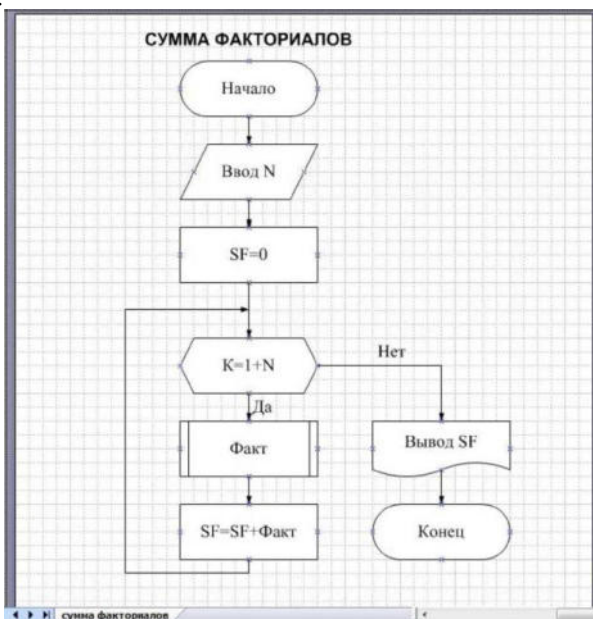 СУММА ФАКТОРИАЛОВ
Начало
Ввод N
SF=0
K=1+N
Нет
Да
Факт
Вывод SF
SF=SF+Факт
Конец
сумма факториалов